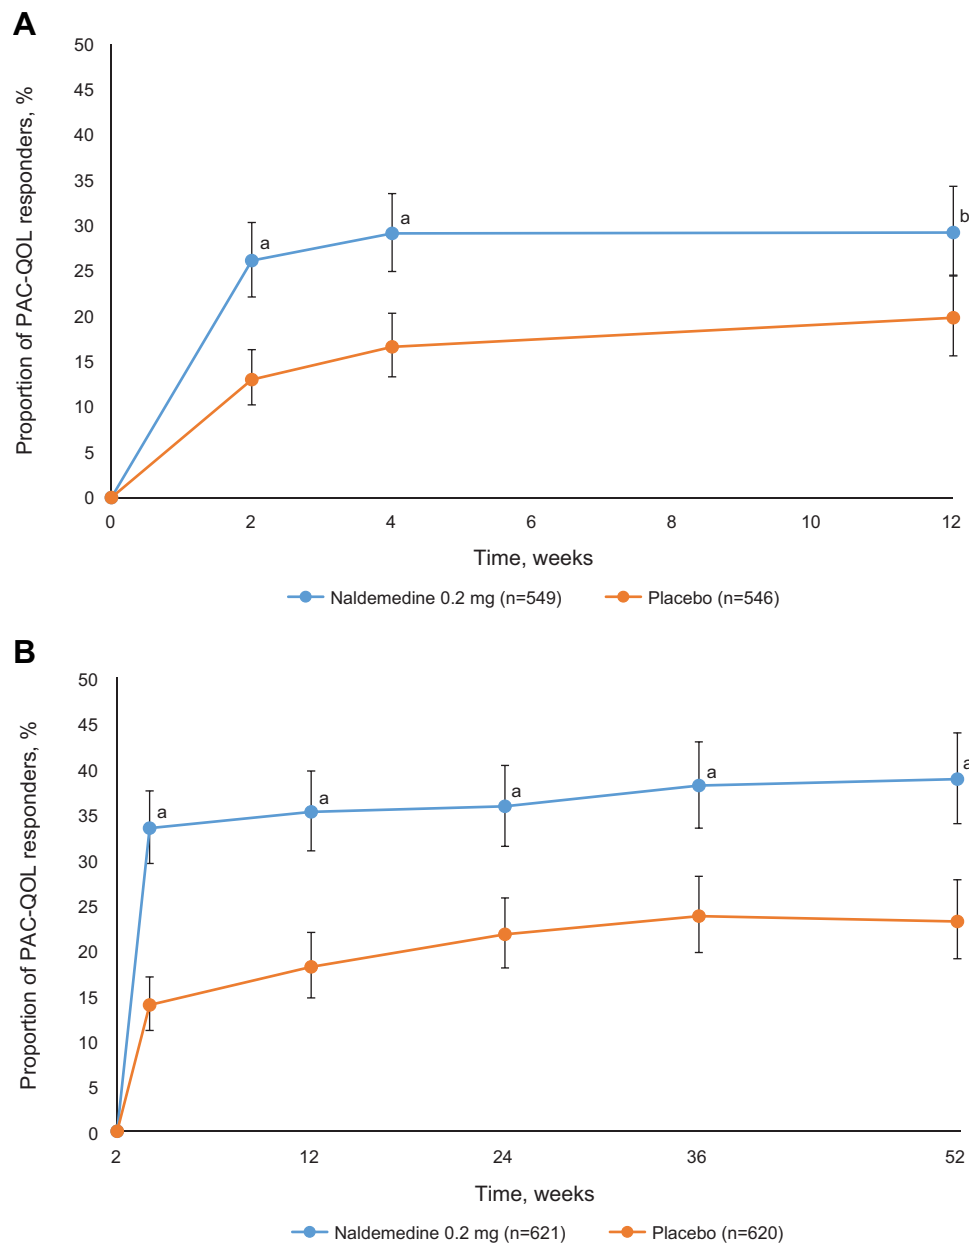 A
Proportion of PAC-QOL responders, %
50
45
40
35
30
25
20
15
10
5
0
a
a
b
0 2 4 6 8 10 12
Time, weeks
Naldemedine 0.2 mg (n=549) Placebo (n=546)
B
Proportion of PAC-QOL responders, %
50
45
40
35
30
25
20
15
10
5
0
a
a
a
a
a
2 12 24 36 52
Time, weeks
Naldemedine 0.2 mg (n=621) Placebo (n=620)